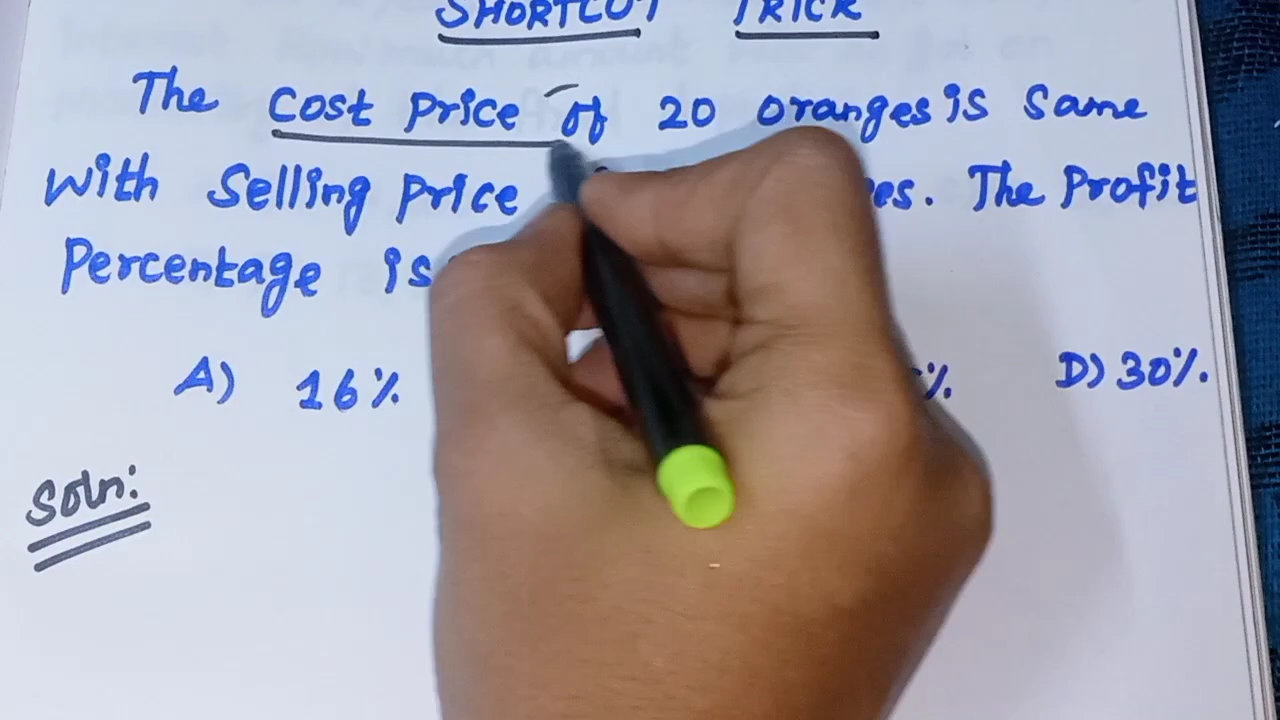 SHORTCUT TRICK
The Cost Price of 20 oranges is Same
With Selling Price . The Profit
Percentage is
A) 16% %. D) 30%.
Soln: